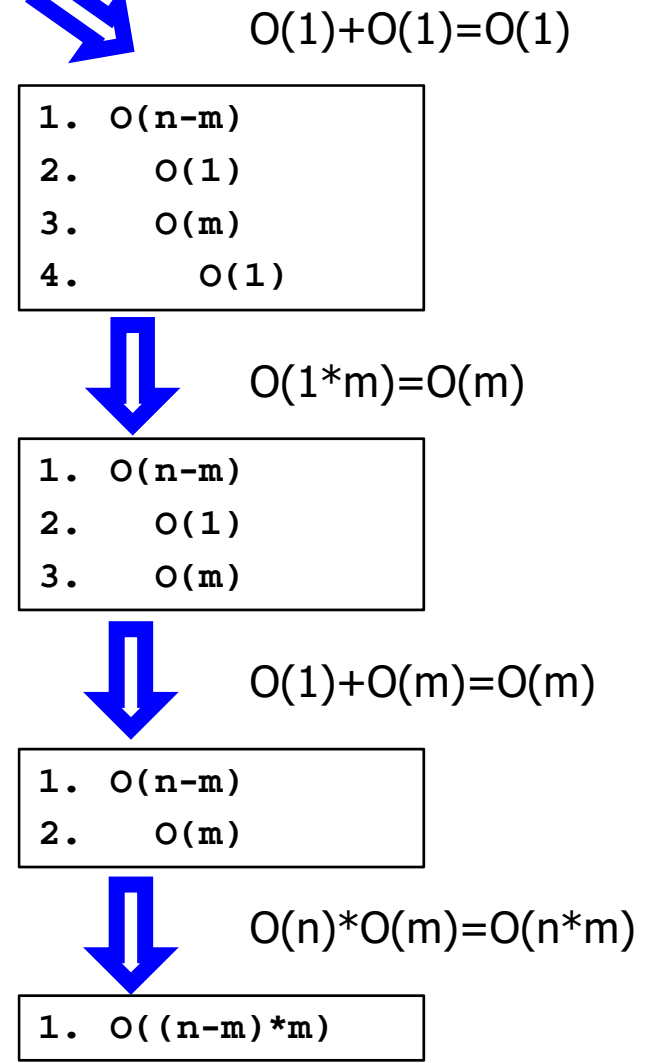 O(1)+O(1)=O(1)
1. O(n-m)
2. O(1)
3. O(m)
4. O(1)
O(1*m)=O(m)
1. O(n-m)
2. O(1)
3. O(m)
O(1)+O(m)=O(m)
1. O(n-m)
2. O(m)
O(n)*O(m)=O(n*m)
1. O((n-m)*m)